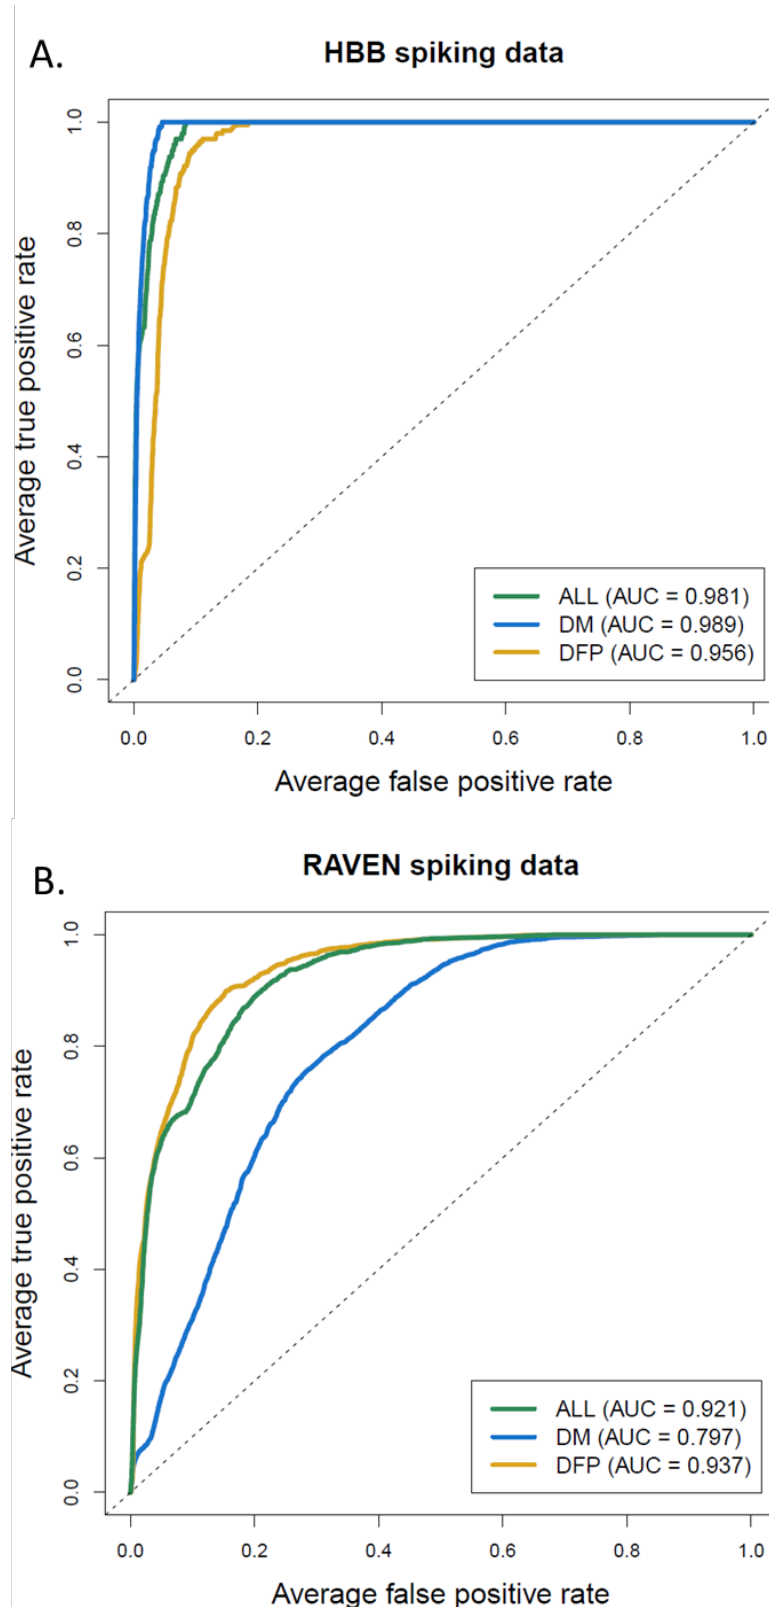 A.
HBB spiking data
Average true positive rate
1.0
0.8
0.6
0.4
0.2
0.0
ALL (AUC = 0.981)
DM (AUC = 0.989)
DFP (AUC = 0.956)
0.0 0.2 0.4 0.6 0.8 1.0
Average false positive rate
B.
RAVEN spiking data
Average true positive rate
1.0
0.8
0.6
0.4
0.2
0.0
ALL (AUC = 0.921)
DM (AUC = 0.797)
DFP (AUC = 0.937)
0.0 0.2 0.4 0.6 0.8 1.0
Average false positive rate